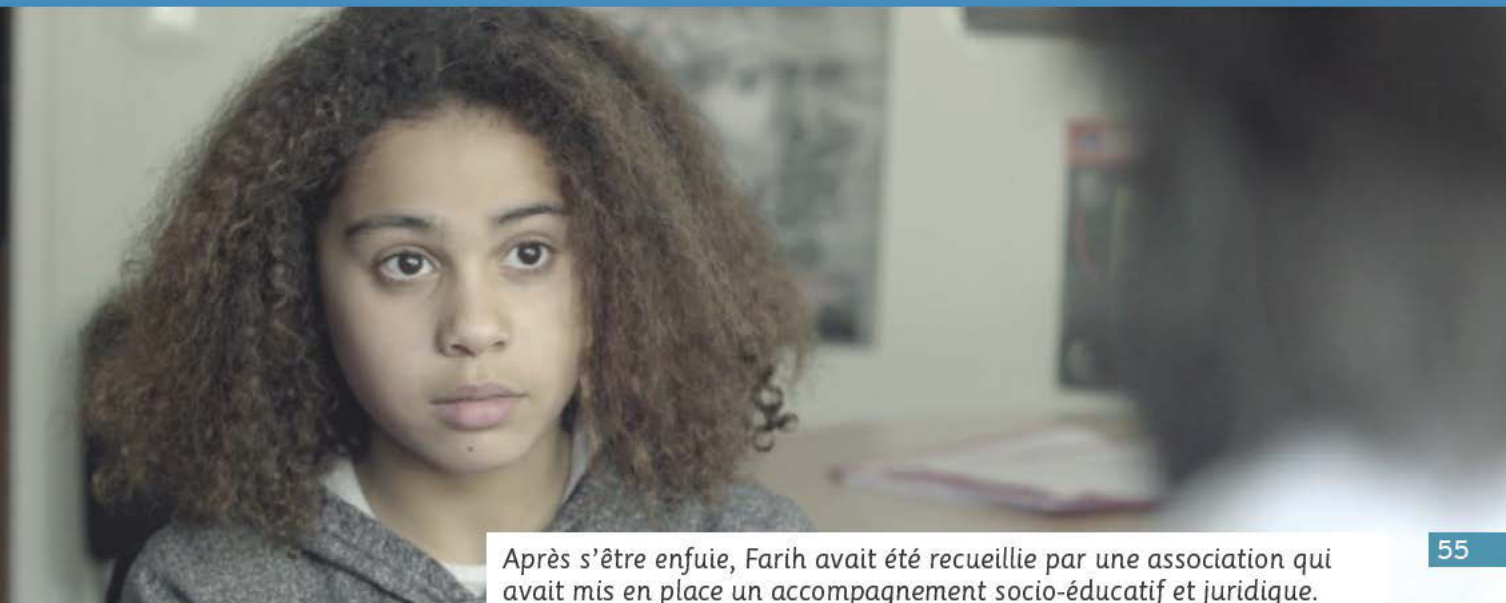 Après s'être enfuie, Farih avait été recueillie par une association qui
avait mis en place un accompagnement socio-éducatif et juridique.
55